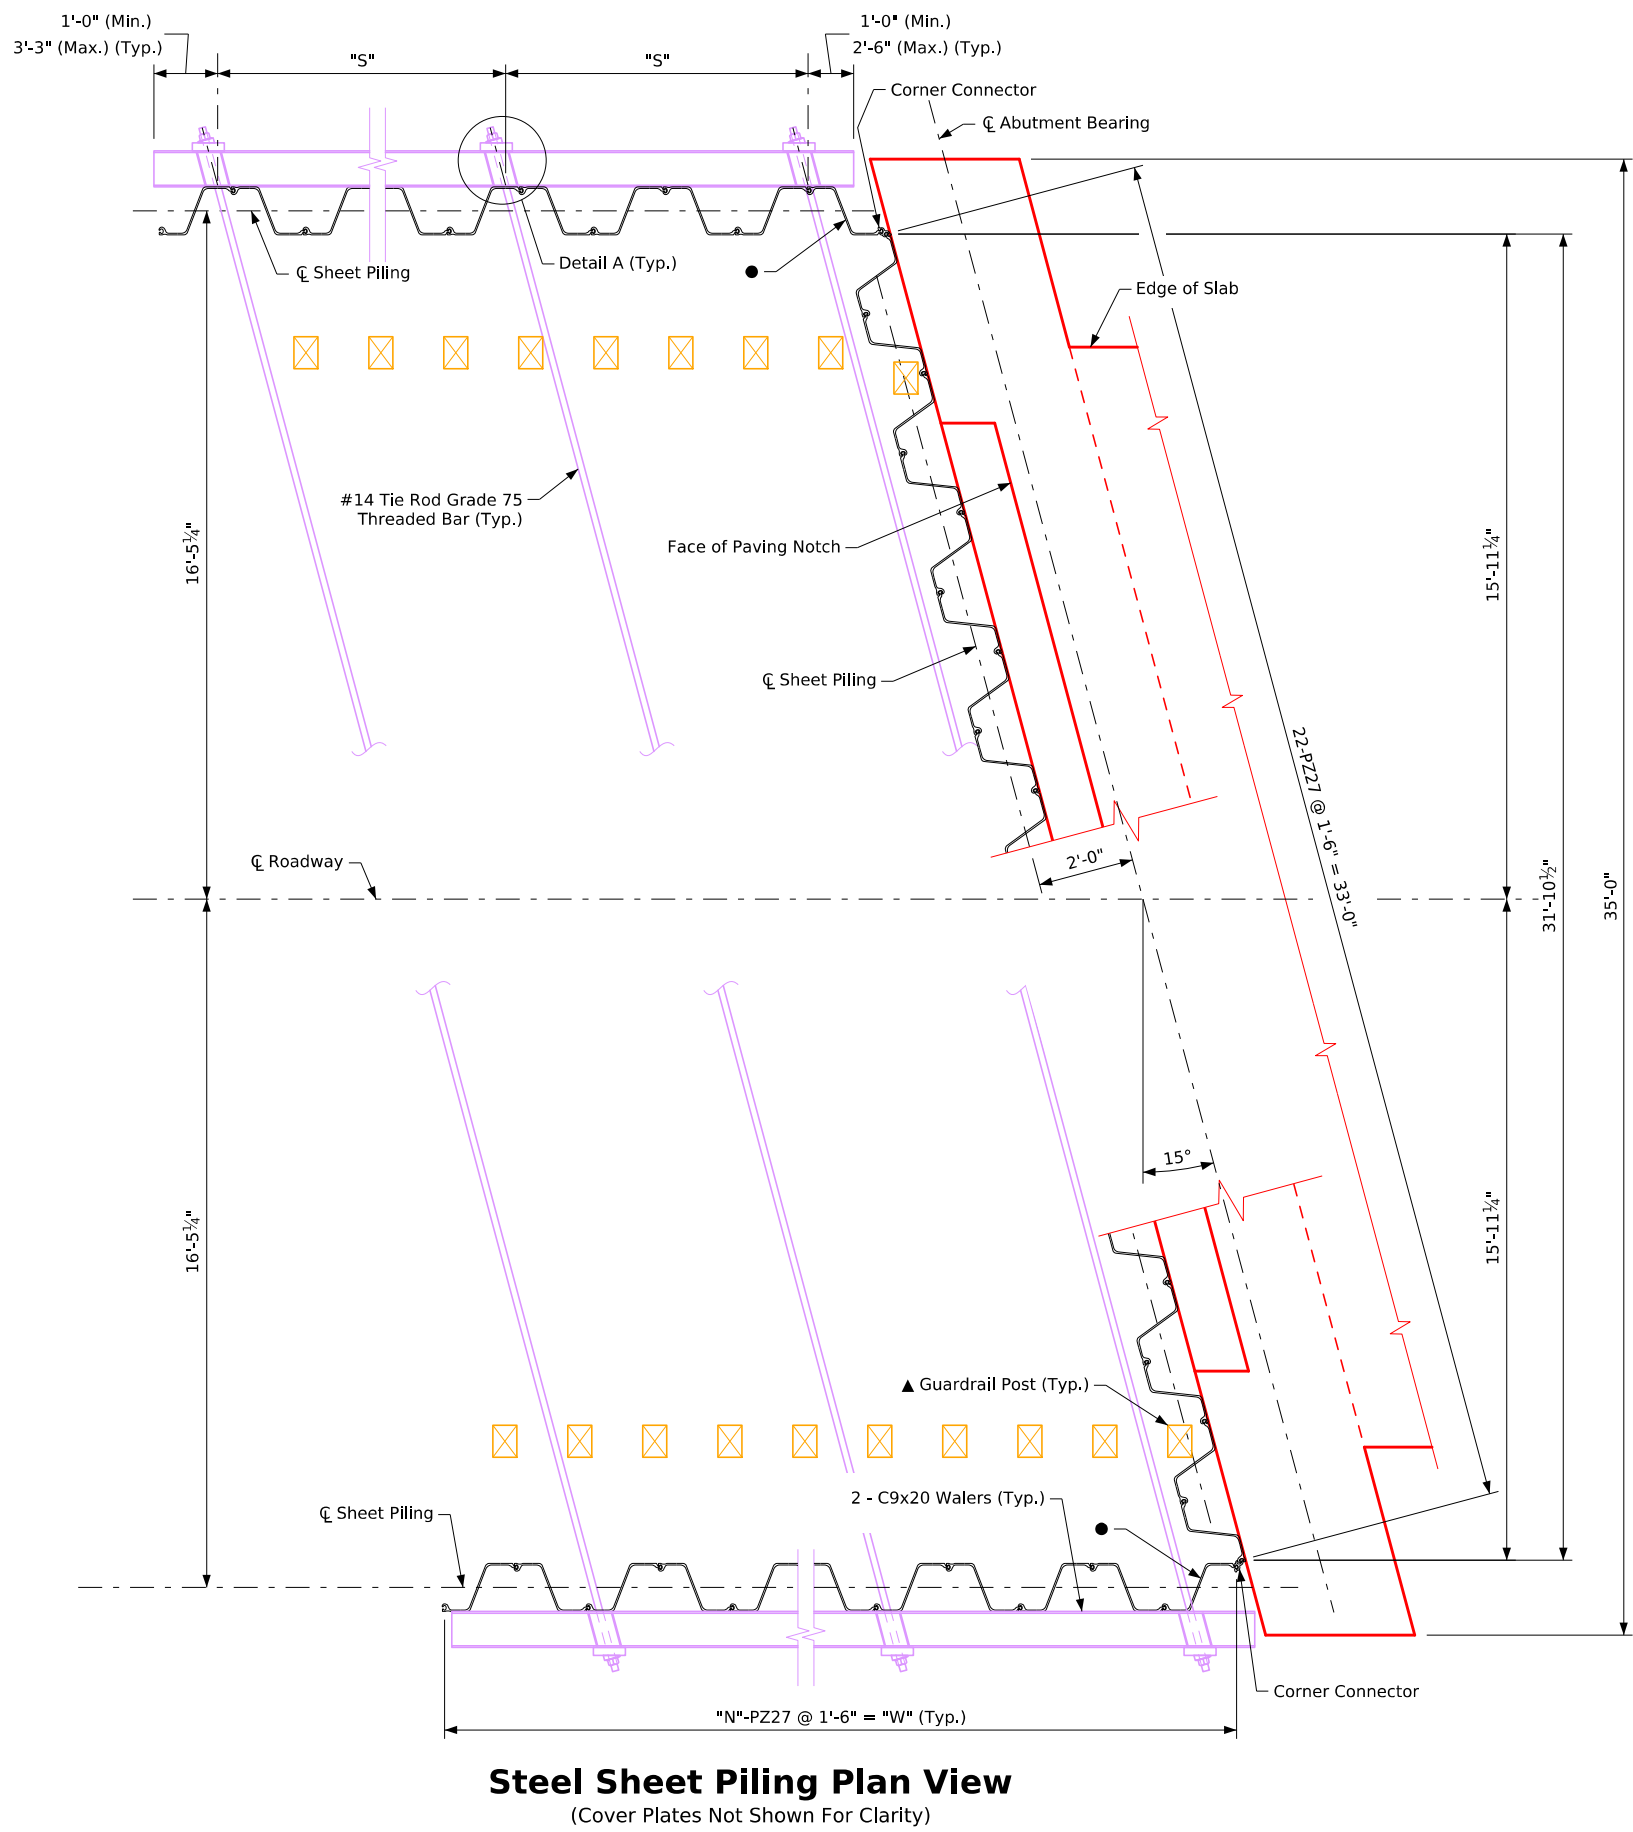 1'-0" (Min.)
3'-3" (Max.) (Typ.)
"S"
"S"
1'-0" (Min.)
2'-6" (Max.) (Typ.)
Corner Connector
℄ Abutment Bearing
℄ Sheet Piling
Detail A (Typ.)
●
Edge of Slab
#14 Tie Rod Grade 75
Threaded Bar (Typ.)
Face of Paving Notch
16'-5¼"
15'-11¼"
℄ Sheet Piling
22-PZ27 @ 1'-6" = 33'-0"
2'-0"
℄ Roadway
31'-10½"
35'-0"
15°
16'-5¼"
15'-11¼"
▲ Guardrail Post (Typ.)
2 - C9x20 Walers (Typ.)
℄ Sheet Piling
●
Corner Connector
"N"-PZ27 @ 1'-6" = "W" (Typ.)
Steel Sheet Piling Plan View
(Cover Plates Not Shown For Clarity)